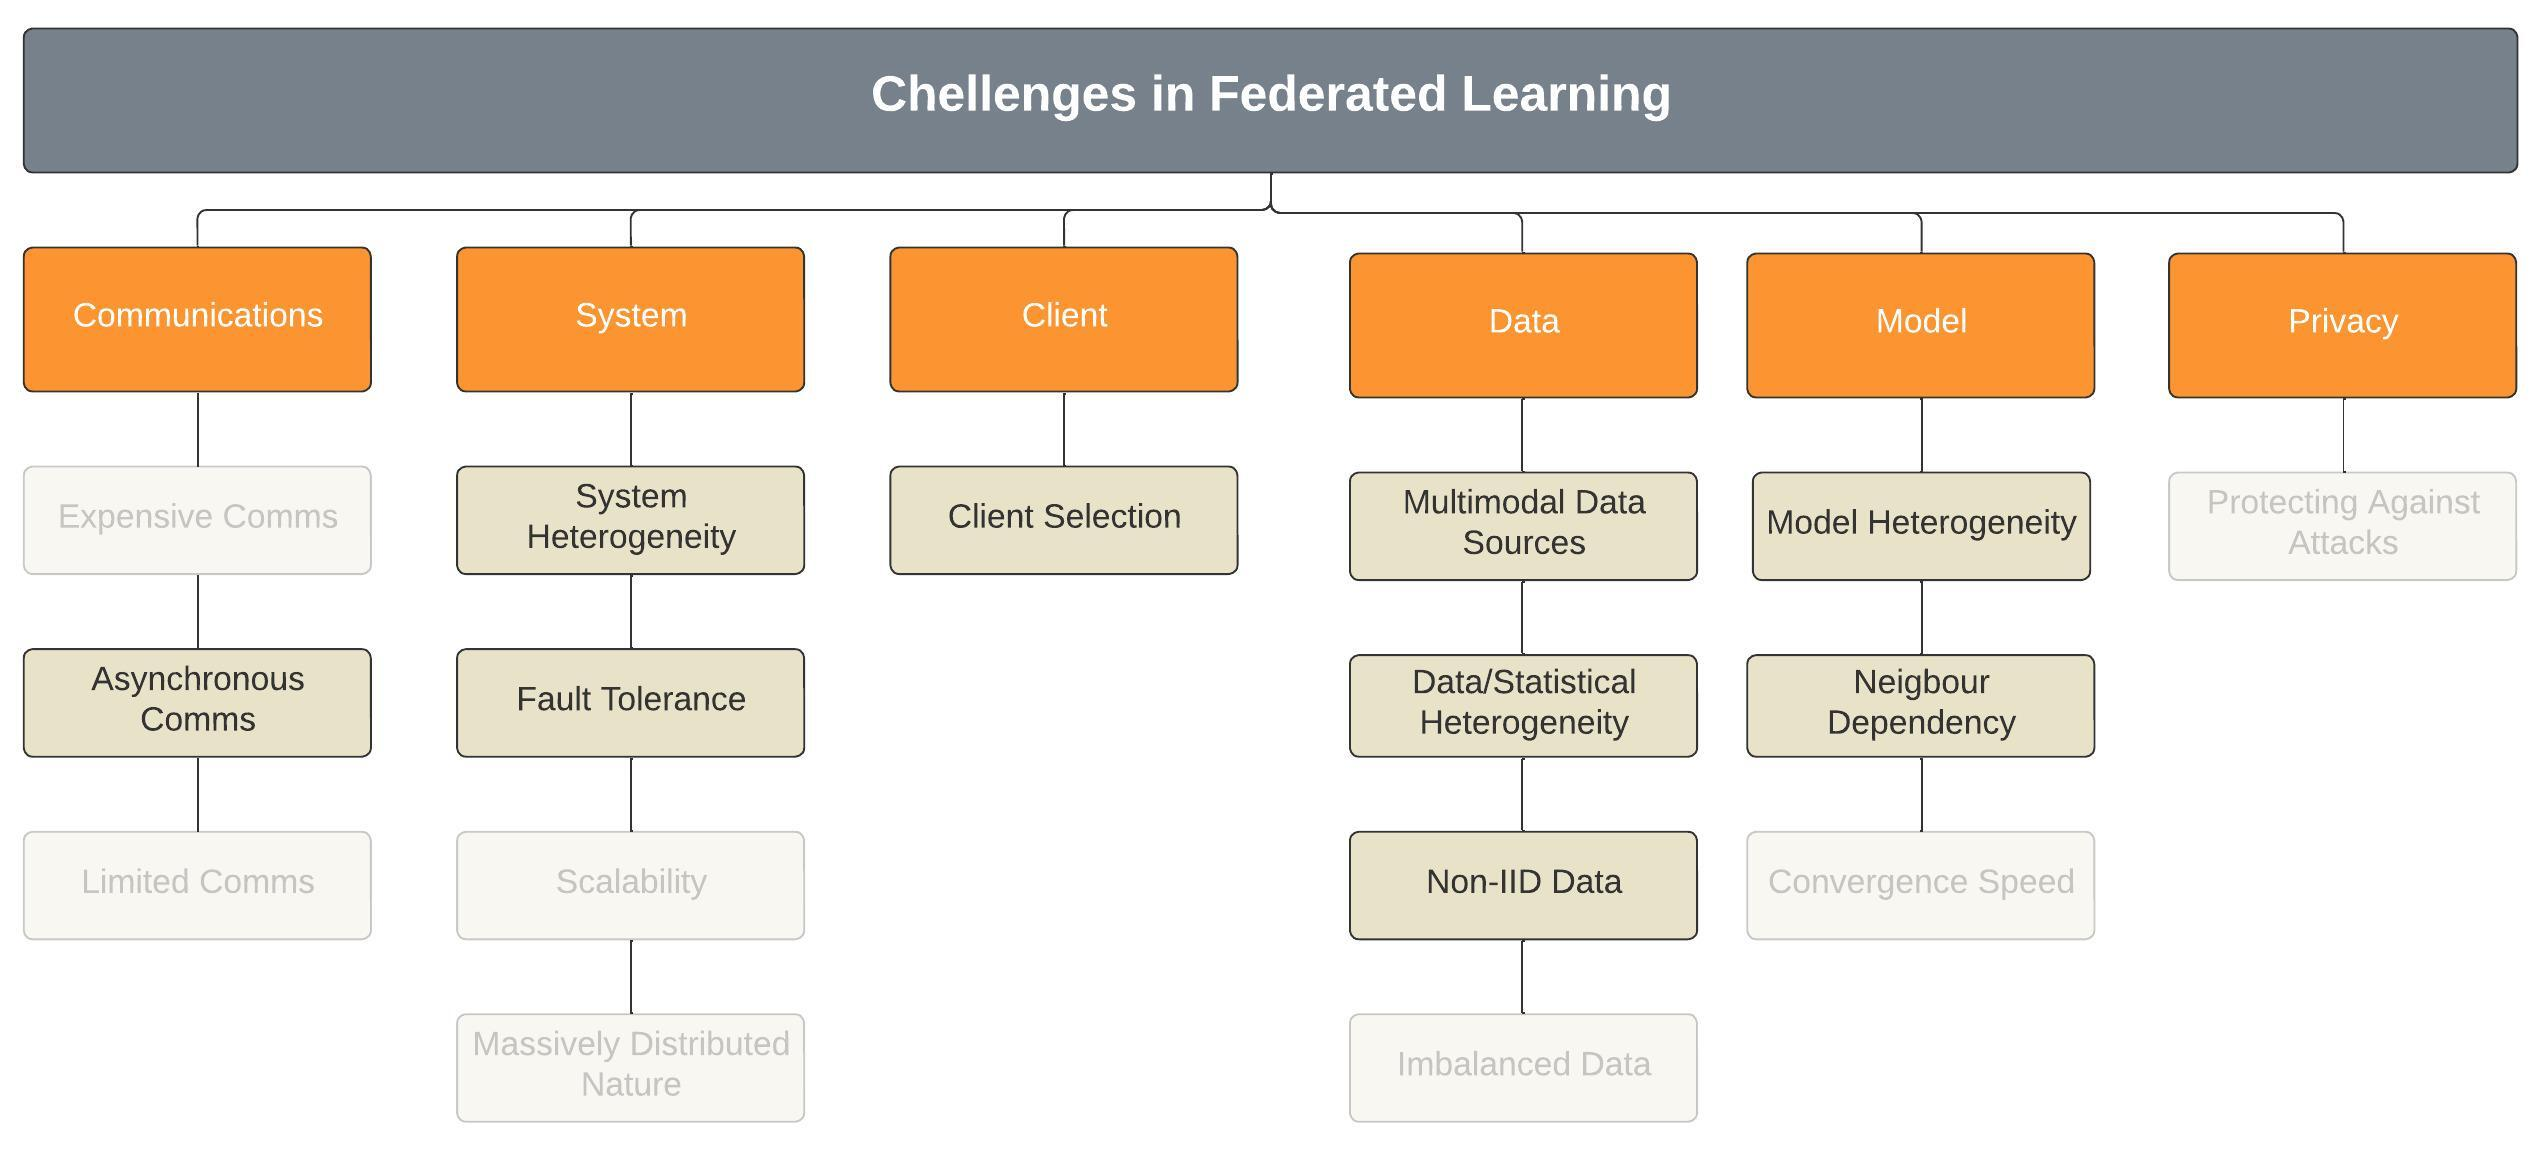 Chellenges in Federated Learning
Communications
System
Client
Data
Model
Privacy
Expensive Comms
System
Heterogeneity
Client Selection
Multimodal Data
Sources
Model Heterogeneity
Protecting Against
Attacks
Asynchronous
Comms
Fault Tolerance
Data/Statistical
Heterogeneity
Neigbour
Dependency
Limited Comms
Scalability
Non-IID Data
Convergence Speed
Massively Distributed
Nature
Imbalanced Data